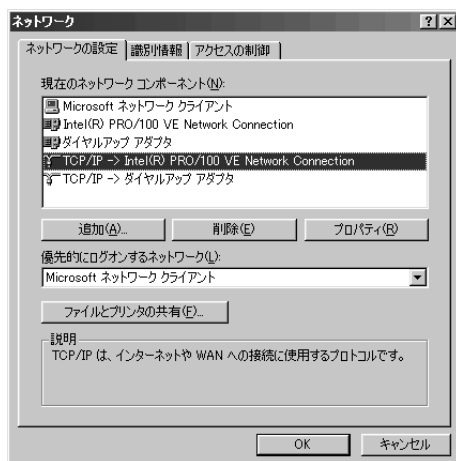 ネットワーク
ネットワークの設定 識別情報 アクセスの制御
現在のネットワーク コンポーネント(N):
Microsoft ネットワーク クライアント
Intel(R) PRO/100 VE Network Connection
ダイヤルアップ アダプタ
TCP/IP -> Intel(R) PRO/100 VE Network Connection
TCP/IP -> ダイヤルアップ アダプタ
追加(A)... 削除(E) プロパティ(R)
優先的にログオンするネットワーク(L):
Microsoft ネットワーク クライアント
ファイルとプリンタの共有(F)...
説明
TCP/IP は、インターネットや WAN への接続に使用するプロトコルです。
OK キャンセル